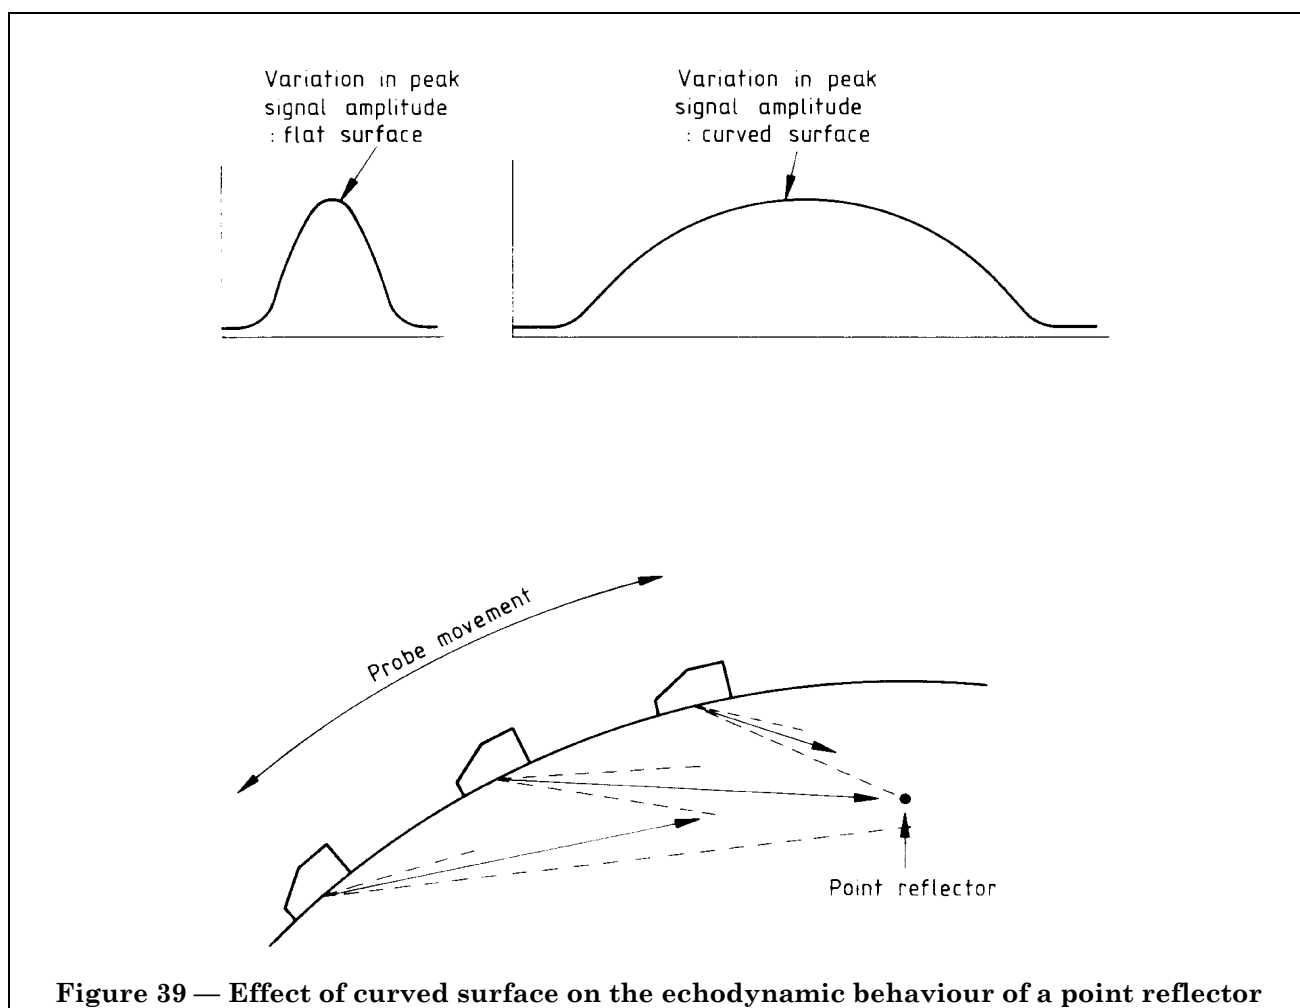 Variation in peak
signal amplitude
: flat surface
Variation in peak
signal amplitude
: curved surface
Probe movement
Point reflector
Figure 39 — Effect of curved surface on the echodynamic behaviour of a point reflector